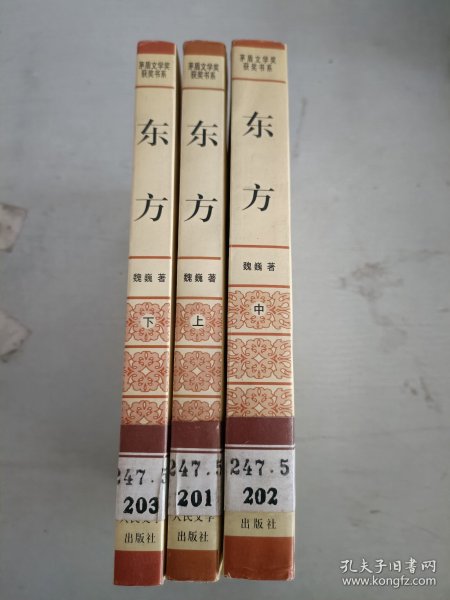 茅盾文学奖
获奖书系
东方
魏巍 著
下
247.5
203
人民文学
出版社
茅盾文学奖
获奖书系
东方
魏巍 著
上
247.5
201
人民文学
出版社
茅盾文学奖
获奖书系
东方
魏巍 著
中
247.5
202
出版社
孔夫子旧书网
www.kongfz.com